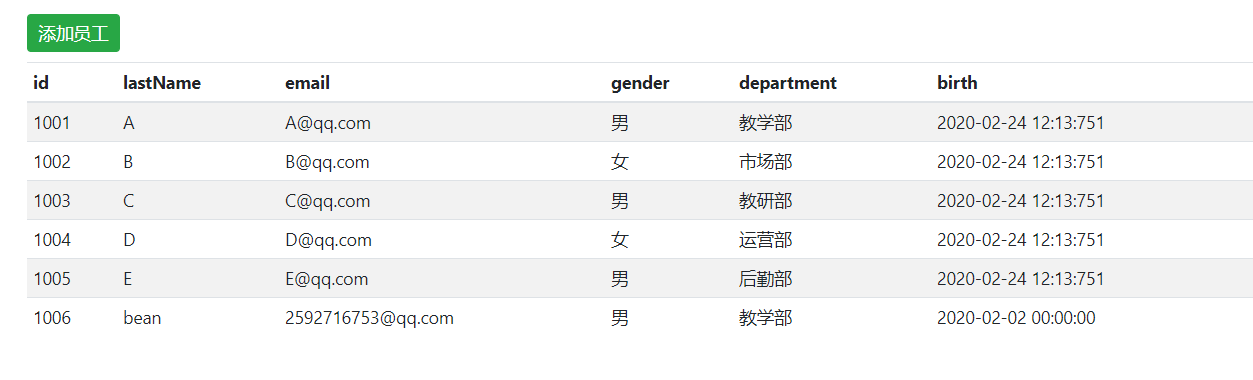 添加员工
id lastName email gender department birth
1001 A A@qq.com 男 教学部 2020-02-24 12:13:751
1002 B B@qq.com 女 市场部 2020-02-24 12:13:751
1003 C C@qq.com 男 教研部 2020-02-24 12:13:751
1004 D D@qq.com 女 运营部 2020-02-24 12:13:751
1005 E E@qq.com 男 后勤部 2020-02-24 12:13:751
1006 bean 2592716753@qq.com 男 教学部 2020-02-02 00:00:00